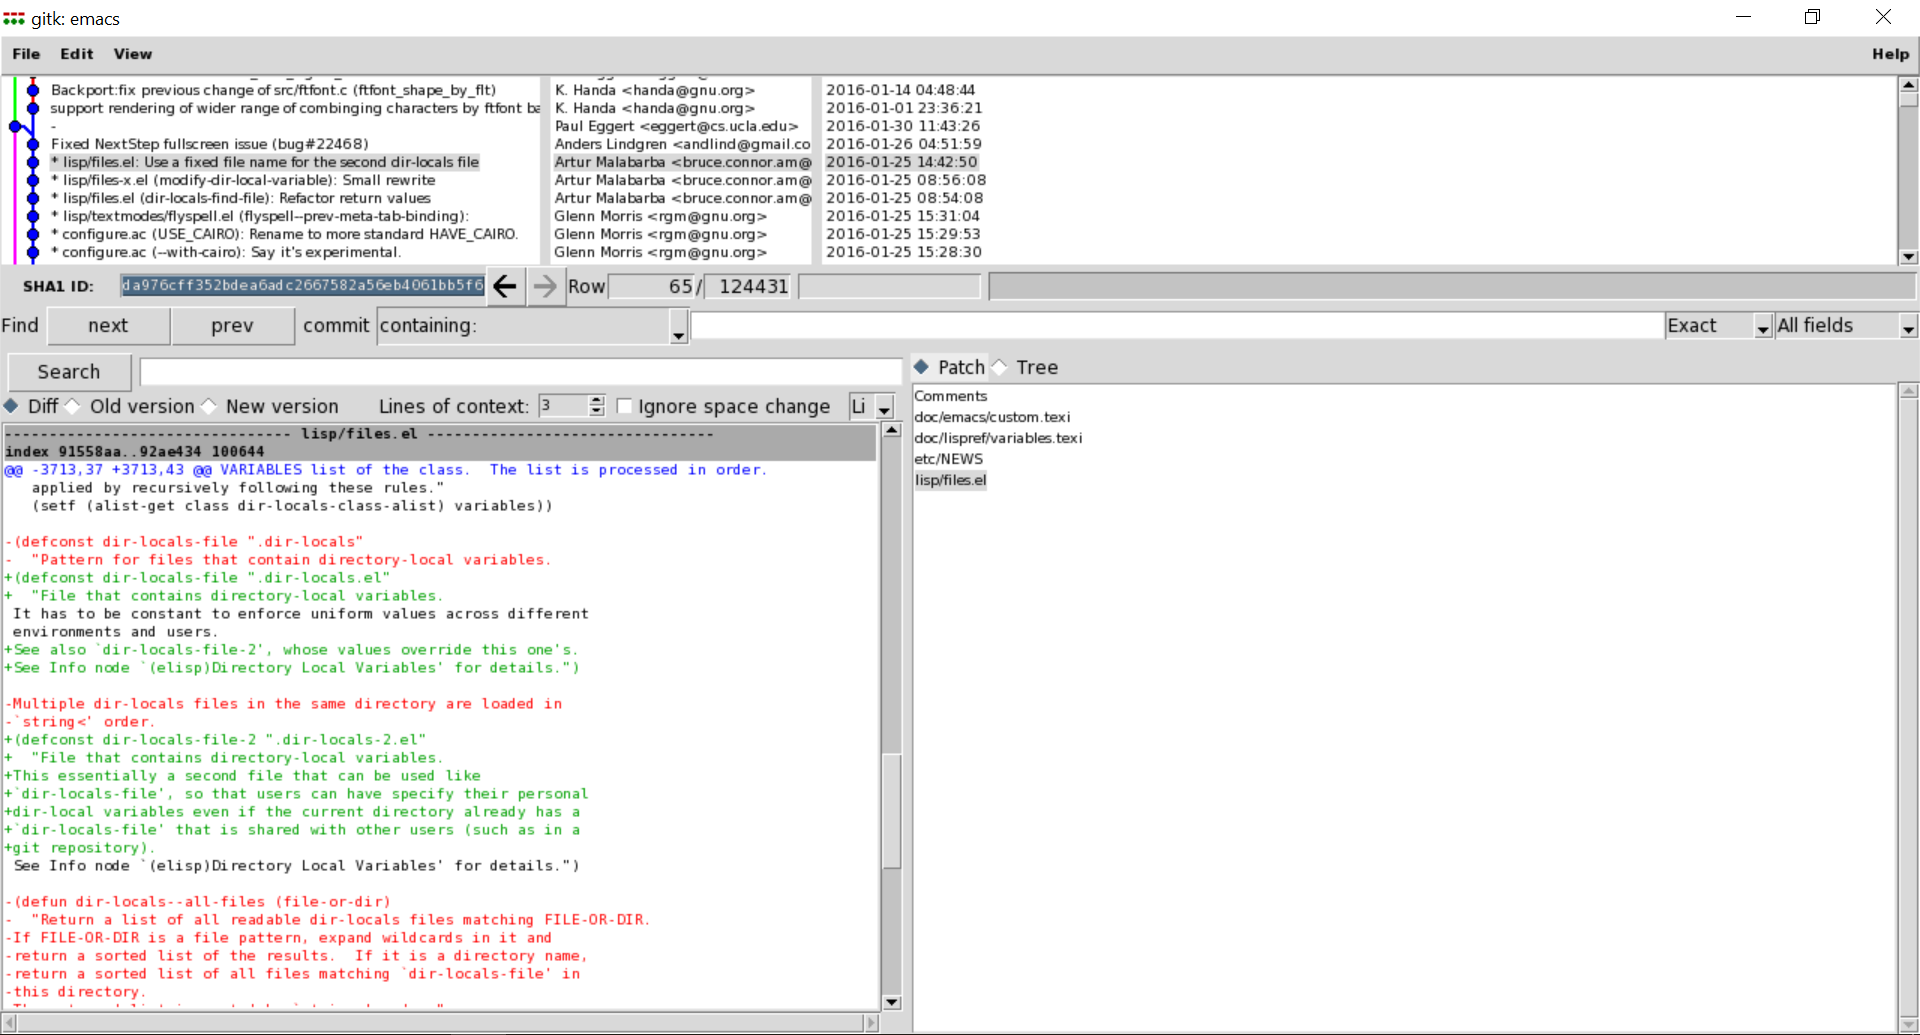 gitk: emacs
File Edit View Help
Backport:fix previous change of src/ftfont.c (ftfont_shape_by_flt) K. Handa <handa@gnu.org> 2016-01-14 04:48:44
support rendering of wider range of combinging characters by ftfont ba K. Handa <handa@gnu.org> 2016-01-01 23:36:21
- Paul Eggert <eggert@cs.ucla.edu> 2016-01-30 11:43:26
Fixed NextStep fullscreen issue (bug#22468) Anders Lindgren <andlind@gmail.co 2016-01-26 04:51:59
* lisp/files.el: Use a fixed file name for the second dir-locals file Artur Malabarba <bruce.connor.am@ 2016-01-25 14:42:50
* lisp/files-x.el (modify-dir-local-variable): Small rewrite Artur Malabarba <bruce.connor.am@ 2016-01-25 08:56:08
* lisp/files.el (dir-locals-find-file): Refactor return values Artur Malabarba <bruce.connor.am@ 2016-01-25 08:54:08
* lisp/textmodes/flyspell.el (flyspell--prev-meta-tab-binding): Glenn Morris <rgm@gnu.org> 2016-01-25 15:31:04
* configure.ac (USE_CAIRO): Rename to more standard HAVE_CAIRO. Glenn Morris <rgm@gnu.org> 2016-01-25 15:29:53
* configure.ac (--with-cairo): Say it's experimental. Glenn Morris <rgm@gnu.org> 2016-01-25 15:28:30
SHA1 ID: da976cff352bdea6adc2667582a56eb4061bb5f6 Row 65 / 124431
Find next prev commit containing: Exact All fields
Search
Diff Old version New version Lines of context: 3 Ignore space change Li
-------------------------------- lisp/files.el --------------------------------
index 91558aa..92ae434 100644
@@ -3713,37 +3713,43 @@ VARIABLES list of the class.  The list is processed in order.
   applied by recursively following these rules."
   (setf (alist-get class dir-locals-class-alist) variables))
-(defconst dir-locals-file ".dir-locals"
-  "Pattern for files that contain directory-local variables.
+(defconst dir-locals-file ".dir-locals.el"
+  "File that contains directory-local variables.
 It has to be constant to enforce uniform values across different
 environments and users.
+See also `dir-locals-file-2', whose values override this one's.
+See Info node `(elisp)Directory Local Variables' for details.")
-Multiple dir-locals files in the same directory are loaded in
-`string<' order.
+(defconst dir-locals-file-2 ".dir-locals-2.el"
+  "File that contains directory-local variables.
+This essentially a second file that can be used like
+`dir-locals-file', so that users can have specify their personal
+dir-local variables even if the current directory already has a
+`dir-locals-file' that is shared with other users (such as in a
+git repository).
 See Info node `(elisp)Directory Local Variables' for details.")
-(defun dir-locals--all-files (file-or-dir)
-  "Return a list of all readable dir-locals files matching FILE-OR-DIR.
-If FILE-OR-DIR is a file pattern, expand wildcards in it and
-return a sorted list of the results.  If it is a directory name,
-return a sorted list of all files matching `dir-locals-file' in
-this directory.
Patch Tree
Comments
doc/emacs/custom.texi
doc/lispref/variables.texi
etc/NEWS
lisp/files.el